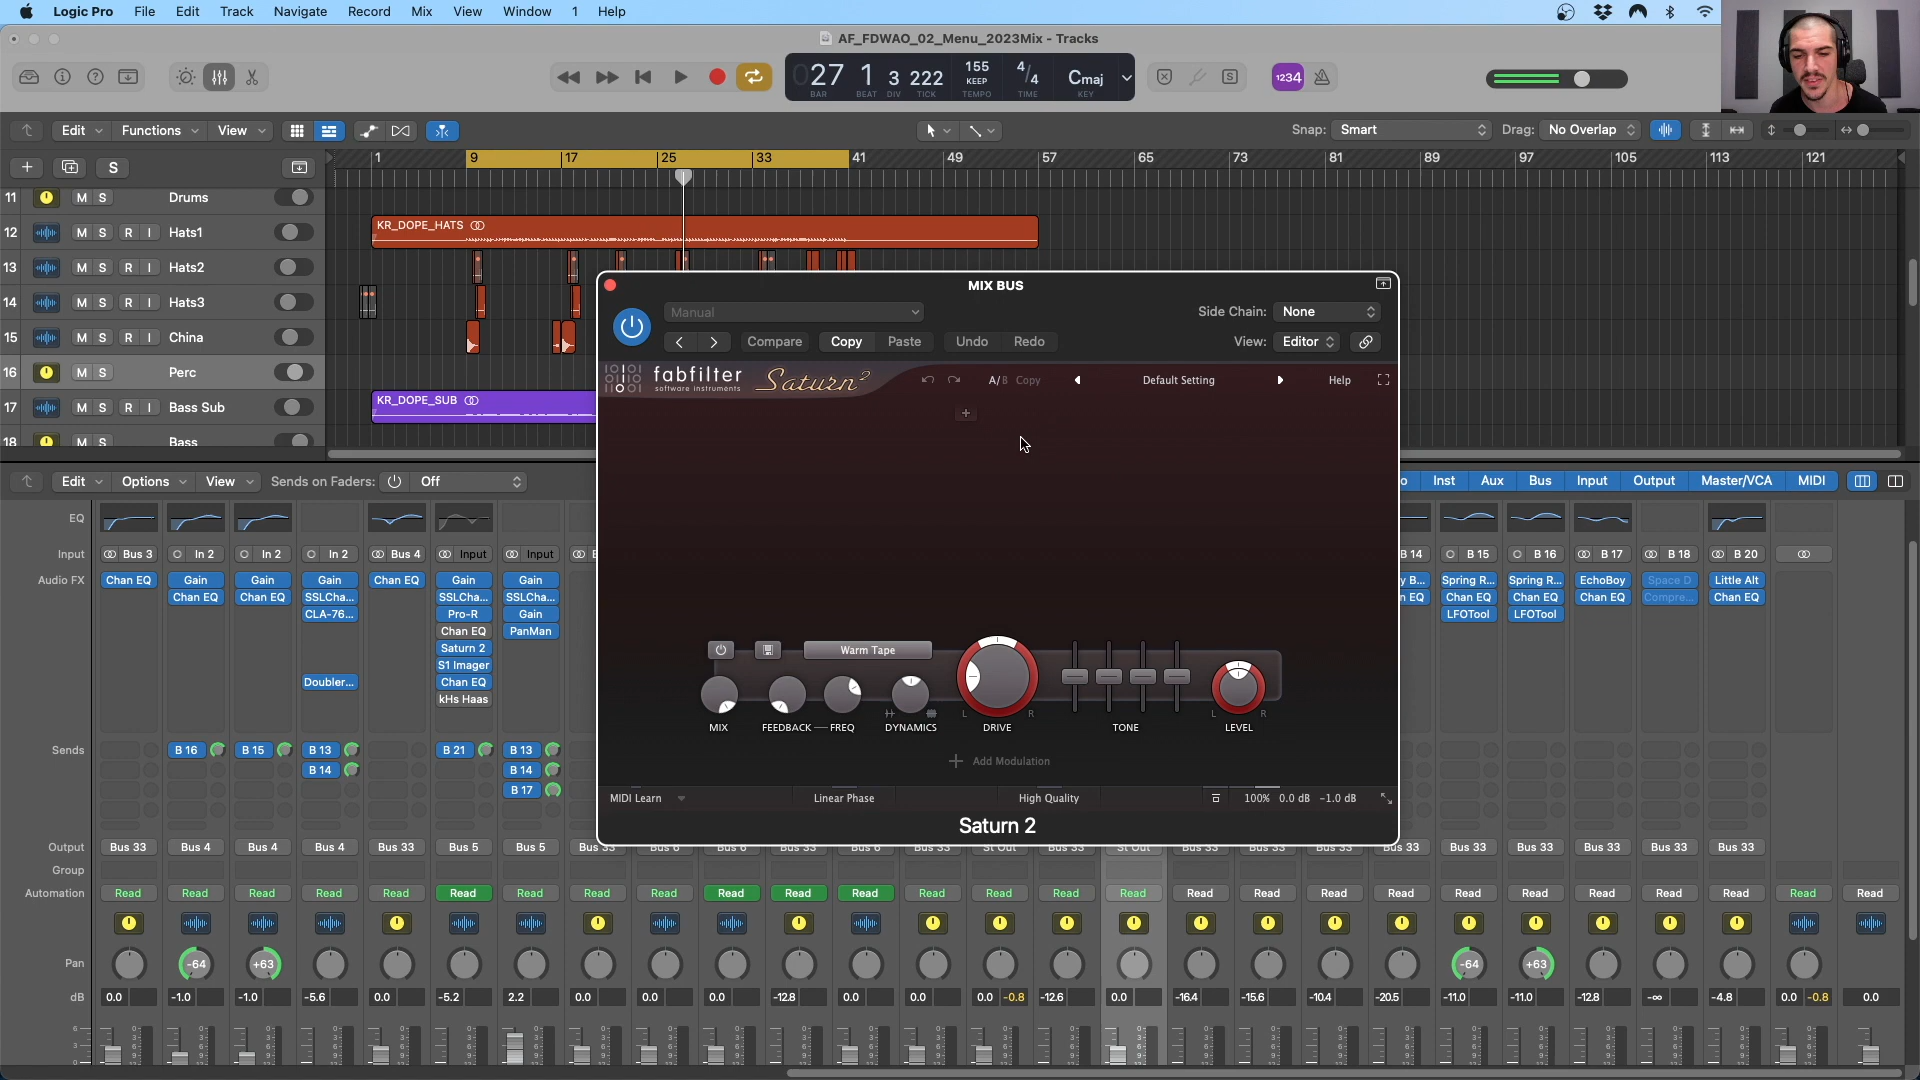 Logic Pro File Edit Track Navigate Record Mix View Window 1 Help
AF_FDWAO_02_Menu_2023Mix - Tracks
027 1 3 222 155 KEEP 4/4 Cmaj 1234 S
BAR BEAT DIV TICK TEMPO TIME KEY
Edit Functions View Snap: Smart Drag: No Overlap
S 1 9 17 25 33 41 49 57 65 73 81 89 97 105 113 121
11 M S Drums
12 M S R I Hats1 KR_DOPE_HATS
13 M S R I Hats2
14 M S R I Hats3
15 M S R I China
16 M S Perc
17 M S R I Bass Sub KR_DOPE_SUB
18 M S Bass
MIX BUS
Manual Side Chain: None
Compare Copy Paste Undo Redo View: Editor
fabfilter Saturn 2 A/B Copy Default Setting Help
software instruments
Warm Tape
L R L R
MIX FEEDBACK FREQ DYNAMICS DRIVE TONE LEVEL
Add Modulation
MIDI Learn Linear Phase High Quality 100% 0.0 dB -1.0 dB
Saturn 2
Edit Options View Sends on Faders: Off o Inst Aux Bus Input Output Master/VCA MIDI
EQ
Input Bus 3 In 2 In 2 In 2 Bus 4 Input Input B 14 B 15 B 16 B 17 B 18 B 20
Audio FX Chan EQ Gain Gain Gain Chan EQ Gain Gain y B... Spring R... Spring R... EchoBoy Space D Little Alt
Chan EQ Chan EQ SSLCha... SSLCha... SSLCha... n EQ Chan EQ Chan EQ Chan EQ Compre... Chan EQ
CLA-76... Pro-R Gain LFOTool LFOTool
Chan EQ PanMan
Saturn 2
S1 Imager
Doubler... Chan EQ
kHs Haas
Sends B 16 B 15 B 13 B 21 B 13
B 14 B 14
B 17
Output Bus 33 Bus 4 Bus 4 Bus 4 Bus 33 Bus 5 Bus 5 Bus 33 Bus 6 Bus 6 Bus 33 Bus 6 Bus 33 St Out Bus 33 St Out Bus 33 Bus 33 Bus 33 Bus 33 Bus 33 Bus 33 Bus 33 Bus 33 Bus 33
Group
Automation Read Read Read Read Read Read Read Read Read Read Read Read Read Read Read Read Read Read Read Read Read Read Read Read Read Read Read
Pan -64 +63 -64 +63
dB 0.0 -1.0 -1.0 -5.6 0.0 -5.2 2.2 0.0 0.0 0.0 -12.8 0.0 0.0 0.0 -0.8 -12.6 0.0 -16.4 -15.6 -10.4 -20.5 -11.0 -11.0 -12.8 -∞ -4.8 0.0 -0.8 0.0